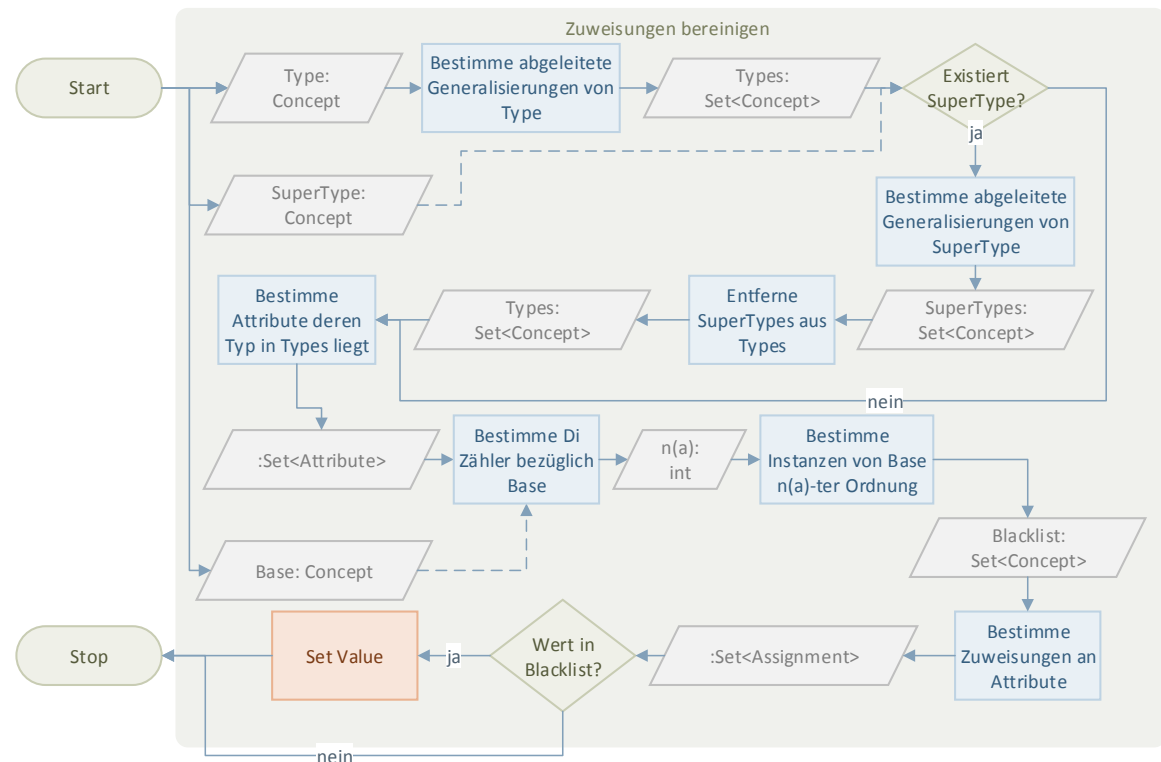 Zuweisungen bereinigen
Start
Type:
Concept
Bestimme abgeleitete
Generalisierungen von
Type
Types:
Set<Concept>
Existiert
SuperType?
ja
SuperType:
Concept
Bestimme abgeleitete
Generalisierungen von
SuperType
SuperTypes:
Set<Concept>
Entferne
SuperTypes aus
Types
Types:
Set<Concept>
Bestimme
Attribute deren
Typ in Types liegt
nein
:Set<Attribute>
Bestimme Di
Zähler bezüglich
Base
n(a):
int
Bestimme
Instanzen von Base
n(a)-ter Ordnung
Base: Concept
Blacklist:
Set<Concept>
Bestimme
Zuweisungen an
Attribute
:Set<Assignment>
Wert in
Blacklist?
ja
Set Value
Stop
nein